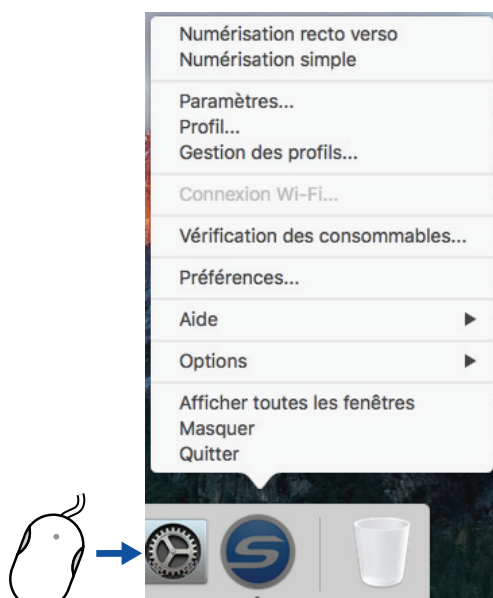 Numérisation recto verso
Numérisation simple
Paramètres...
Profil...
Gestion des profils...
Connexion Wi-Fi...
Vérification des consommables...
Préférences...
Aide
Options
Afficher toutes les fenêtres
Masquer
Quitter
S